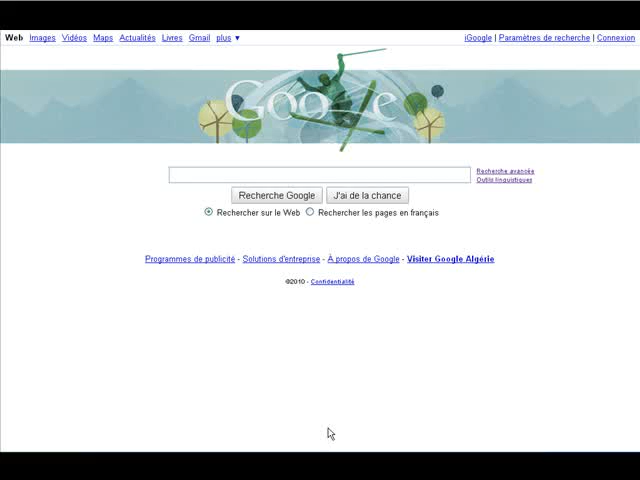 Web Images Vidéos Maps Actualités Livres Gmail plus ▼ iGoogle | Paramètres de recherche | Connexion
Google
Recherche avancée
Outils linguistiques
Recherche Google J'ai de la chance
Rechercher sur le Web Rechercher les pages en français
Programmes de publicité - Solutions d'entreprise - À propos de Google - Visiter Google Algérie
©2010 - Confidentialité